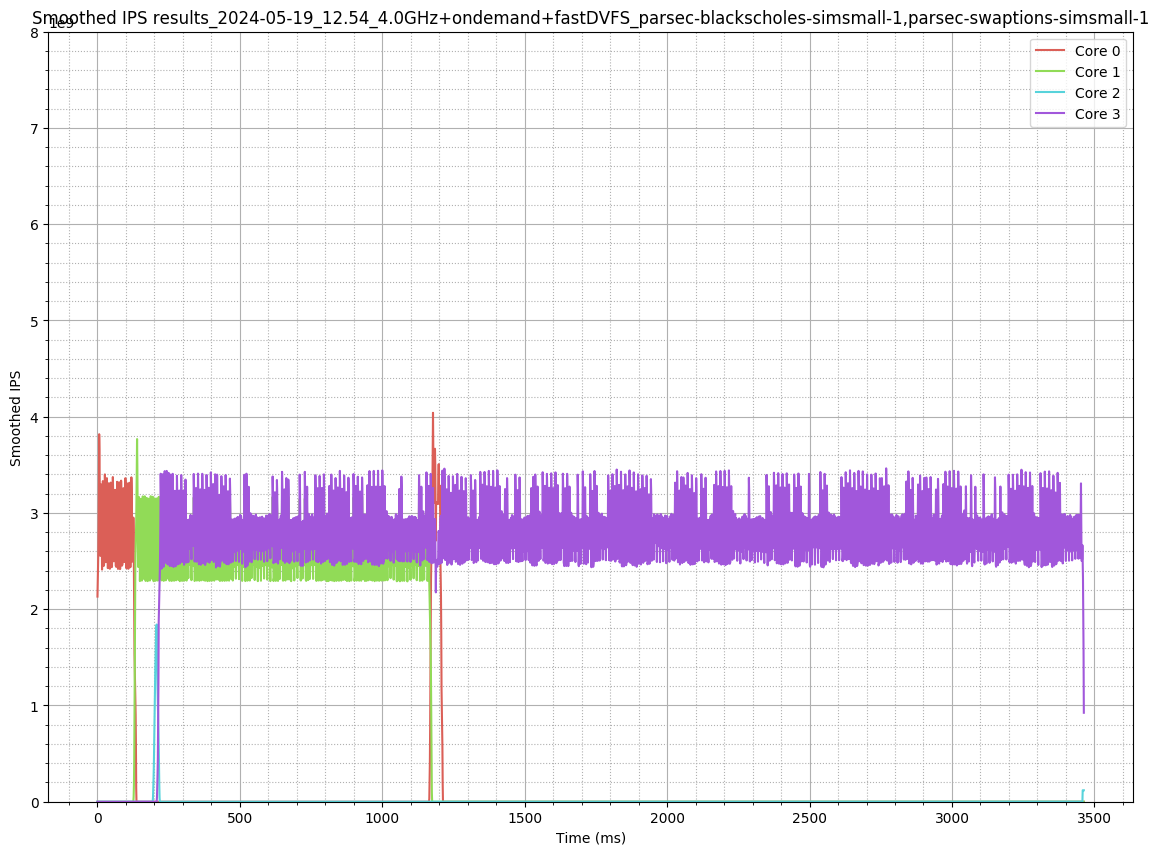 Smoothed IPS results_2024-05-19_12.54_4.0GHz+ondemand+fastDVFS_parsec-blackscholes-simsmall-1,parsec-swaptions-simsmall-1
1e9
8
7
6
5
4
3
2
1
0
Smoothed IPS
Core 0
Core 1
Core 2
Core 3
0 500 1000 1500 2000 2500 3000 3500
Time (ms)